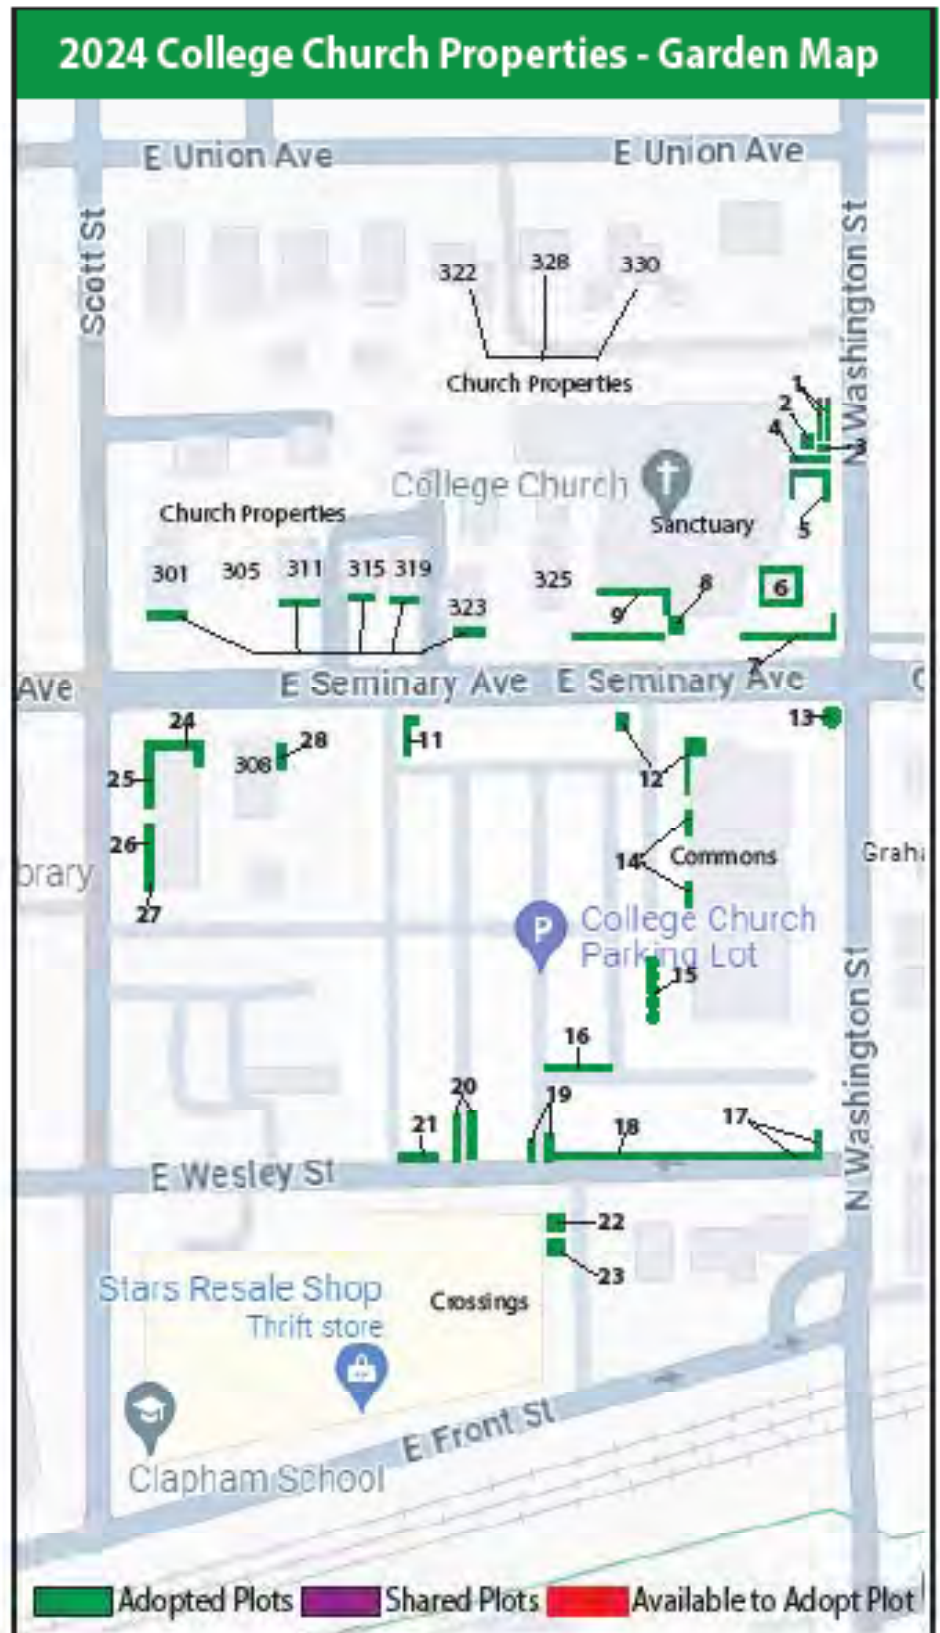 2024 College Church Properties - Garden Map
E Union Ave
E Union Ave
Scott St
N Washington St
322
328
330
Church Properties
1
2
3
4
5
College Church
Sanctuary
Church Properties
301
305
311
315
319
323
325
6
8
9
7
Ave
E Seminary Ave
E Seminary Ave
24
28
11
13
308
25
12
26
14
Commons
Grah
brary
27
College Church
Parking Lot
P
15
16
N Washington St
20
19
21
18
17
E Wesley St
22
23
Stars Resale Shop
Thrift store
Crossings
E Front St
Clapham School
Adopted Plots
Shared Plots
Available to Adopt Plot